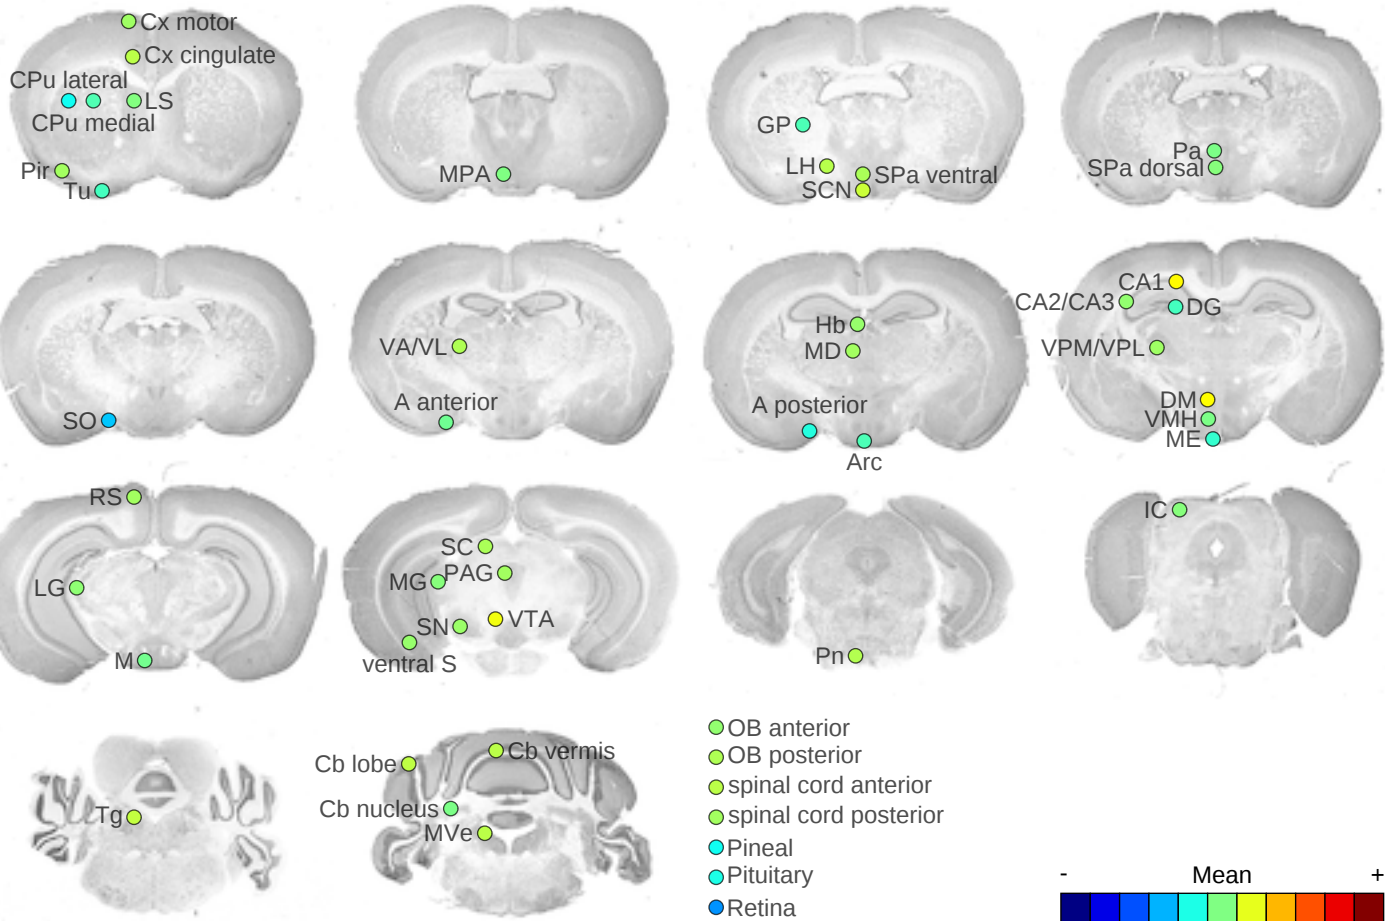 Cx motor
Cx cingulate
CPu lateral
LS
CPu medial
Pir
Tu
MPA
GP
LH
SPa ventral
SCN
Pa
SPa dorsal
SO
VA/VL
A anterior
Hb
MD
A posterior
Arc
CA1
CA2/CA3
DG
VPM/VPL
DM
VMH
ME
RS
LG
M
SC
PAG
MG
VTA
SN
ventral S
Pn
IC
Tg
Cb vermis
Cb lobe
Cb nucleus
MVe
OB anterior
OB posterior
spinal cord anterior
spinal cord posterior
Pineal
Pituitary
Retina
- Mean +